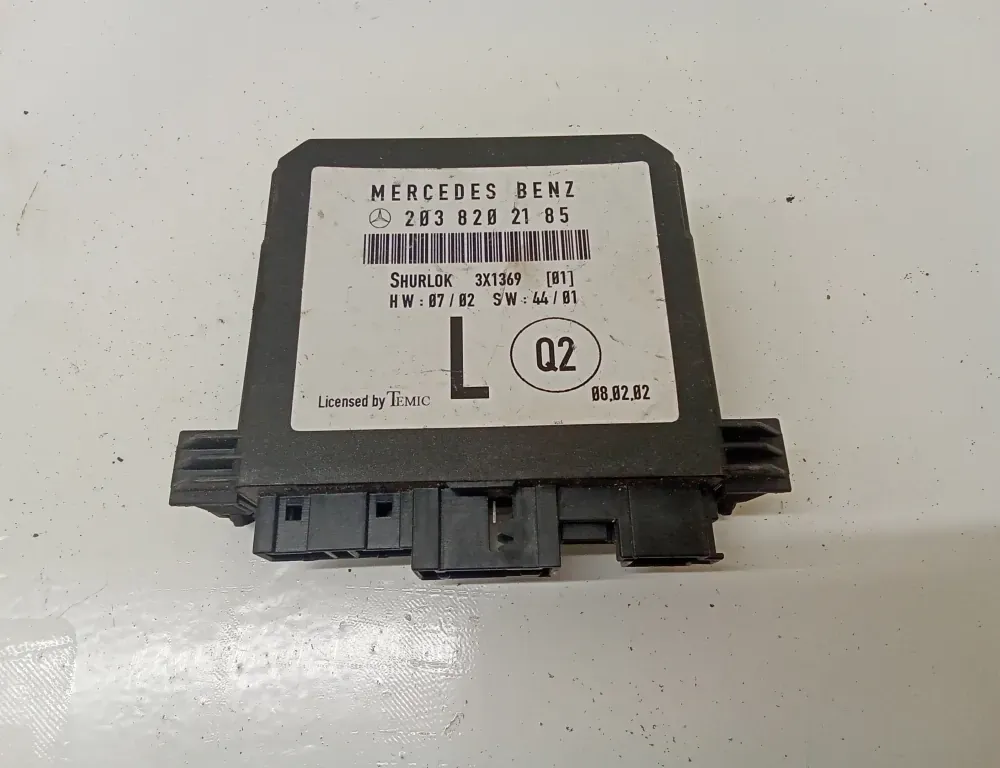 MERCEDES BENZ
203 820 21 85
SHURLOK 3X1369 [01]
HW : 07 / 02 SW : 44 / 01
L Q2
Licensed by TEMIC 08.02.02